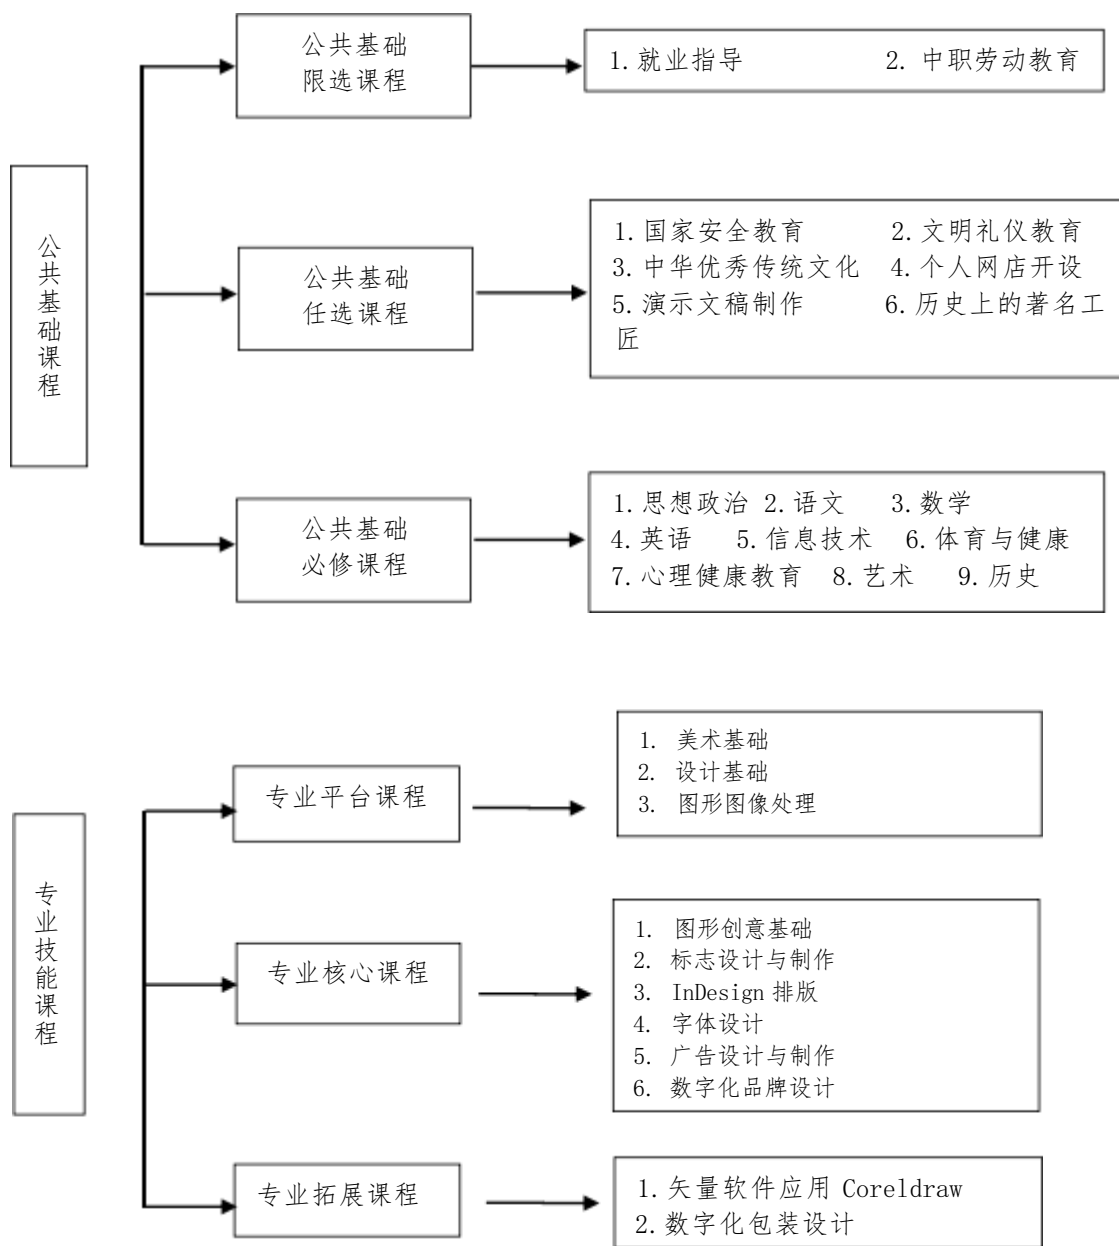 公共基础
限选课程
1.就业指导 2. 中职劳动教育
公共基础课程
公共基础
任选课程
1.国家安全教育 2.文明礼仪教育
3.中华优秀传统文化 4.个人网店开设
5.演示文稿制作 6.历史上的著名工
匠
公共基础
必修课程
1.思想政治 2.语文 3.数学
4.英语 5.信息技术 6.体育与健康
7.心理健康教育 8.艺术 9.历史
专业技能课程
专业平台课程
1. 美术基础
2. 设计基础
3. 图形图像处理
专业核心课程
1. 图形创意基础
2. 标志设计与制作
3. InDesign 排版
4. 字体设计
5. 广告设计与制作
6. 数字化品牌设计
专业拓展课程
1.矢量软件应用 Coreldraw
2.数字化包装设计